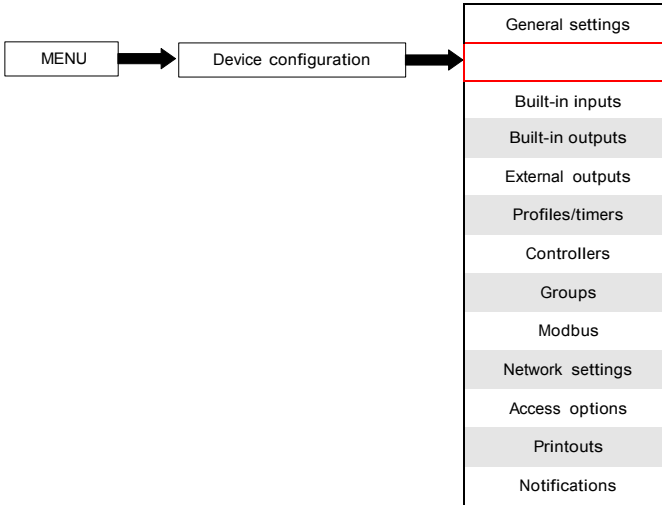 General settings
MENU
Device configuration
Built-in inputs
Built-in outputs
External outputs
Profiles/timers
Controllers
Groups
Modbus
Network settings
Access options
Printouts
Notifications